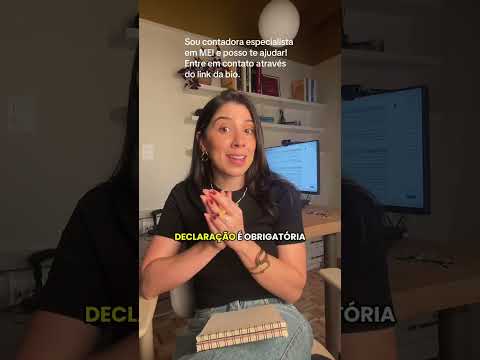 Sou contadora especialista
em MEI e posso te ajudar!
Entre em contato através
do link da bio.
DECLARAÇÃO É OBRIGATÓRIA